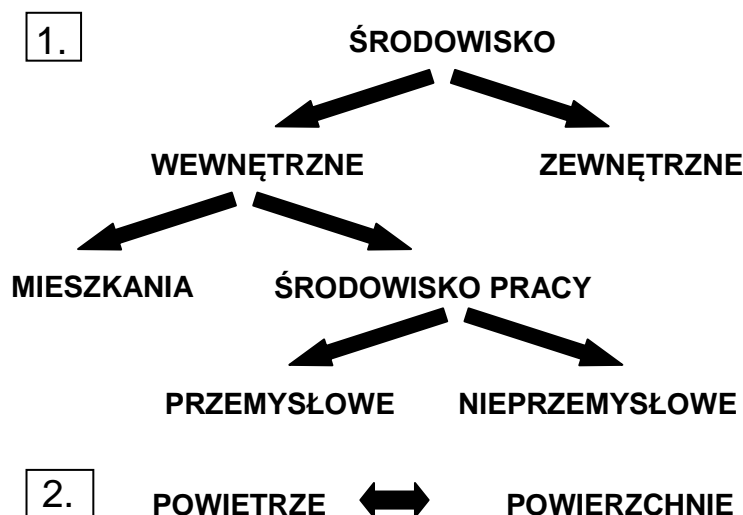 1.
ŚRODOWISKO
WEWNĘTRZNE ZEWNĘTRZNE
MIESZKANIA ŚRODOWISKO PRACY
PRZEMYSŁOWE NIEPRZEMYSŁOWE
2.
POWIETRZE POWIERZCHNIE